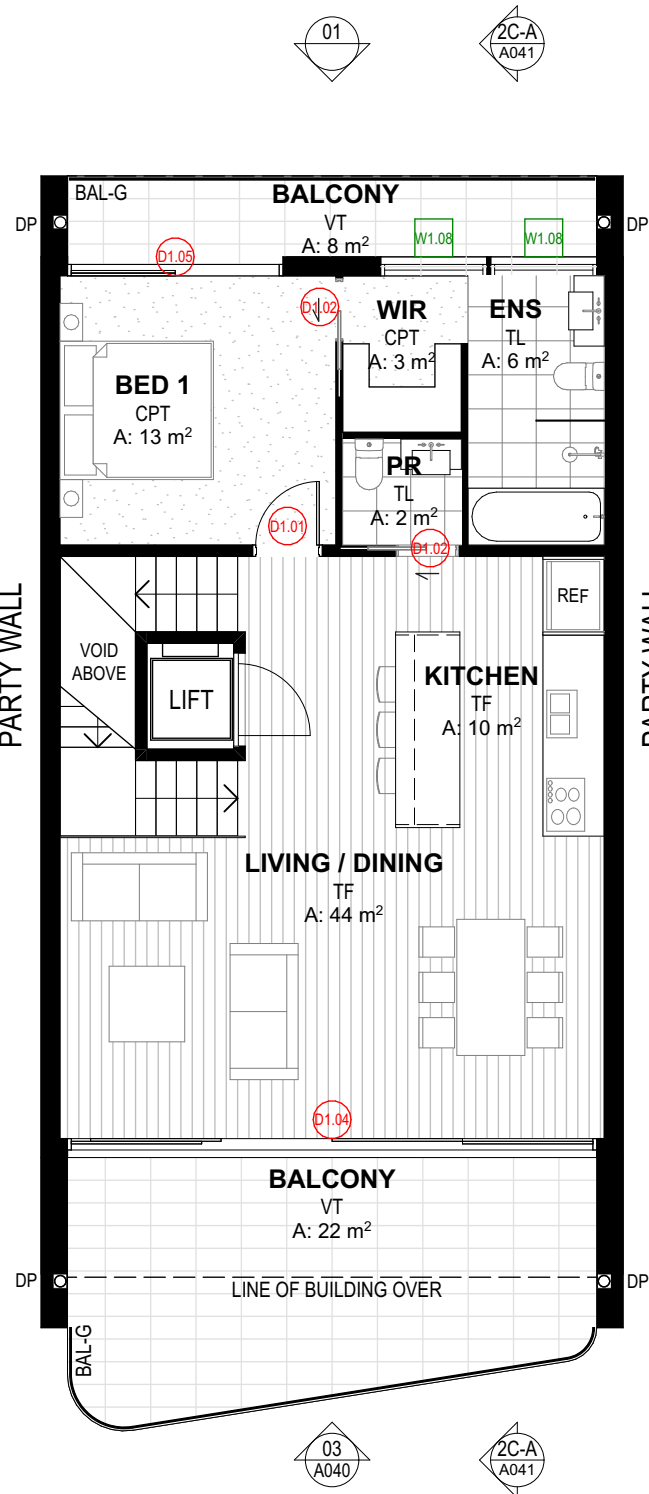 01
2C-A
A041
BAL-G
BALCONY
VT
A: 8 m²
DP
DP
W1.08
W1.08
D1.05
D1.02
WIR
CPT
A: 3 m²
ENS
TL
A: 6 m²
BED 1
CPT
A: 13 m²
PR
TL
A: 2 m²
D1.01
D1.02
PARTY WALL
PARTY WALL
VOID
ABOVE
LIFT
REF
KITCHEN
TF
A: 10 m²
LIVING / DINING
TF
A: 44 m²
D1.04
BALCONY
VT
A: 22 m²
DP
DP
LINE OF BUILDING OVER
BAL-G
03
A040
2C-A
A041